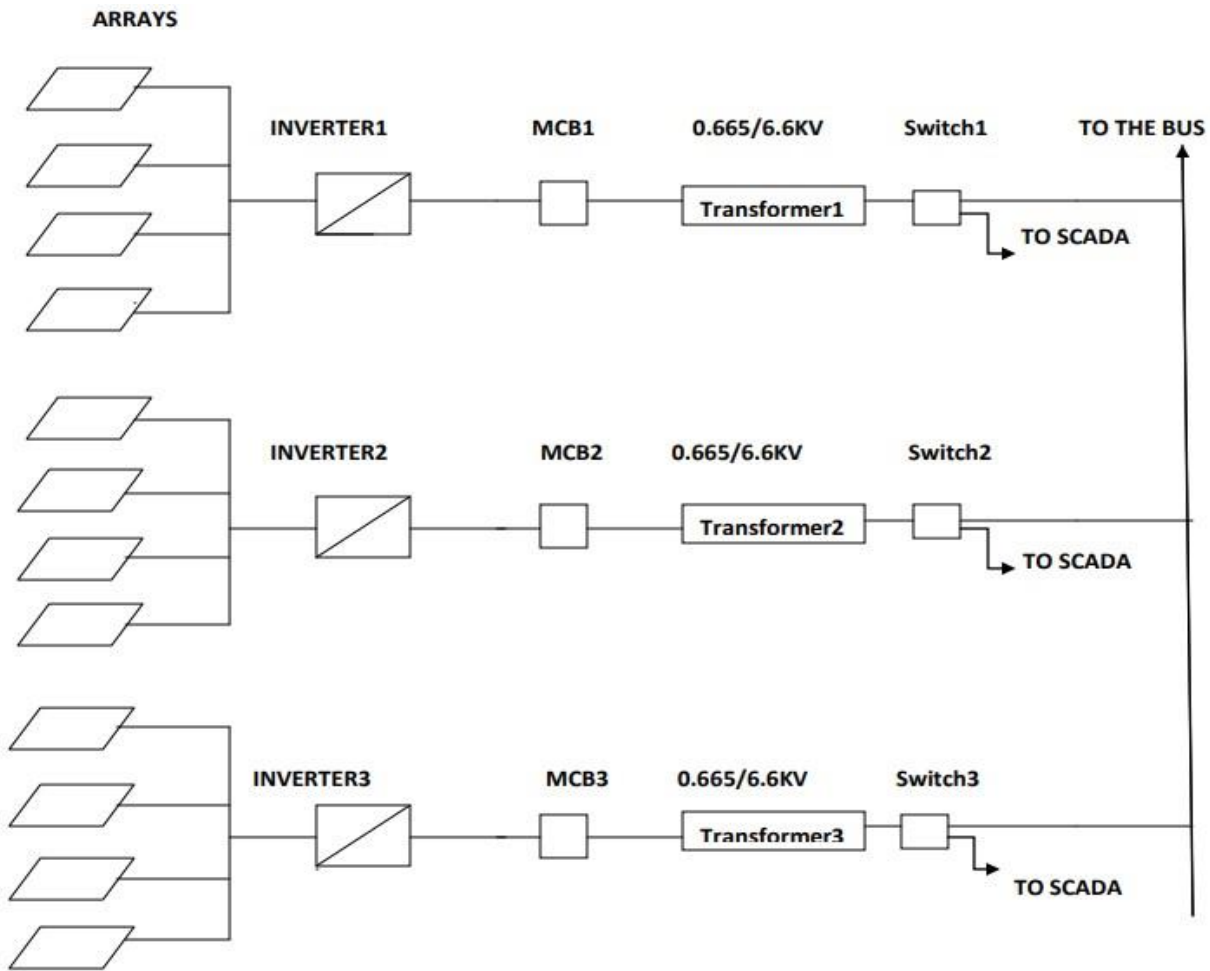 ARRAYS
INVERTER1 MCB1 0.665/6.6KV Switch1 TO THE BUS
Transformer1
TO SCADA
INVERTER2 MCB2 0.665/6.6KV Switch2
Transformer2
TO SCADA
INVERTER3 MCB3 0.665/6.6KV Switch3
Transformer3
TO SCADA